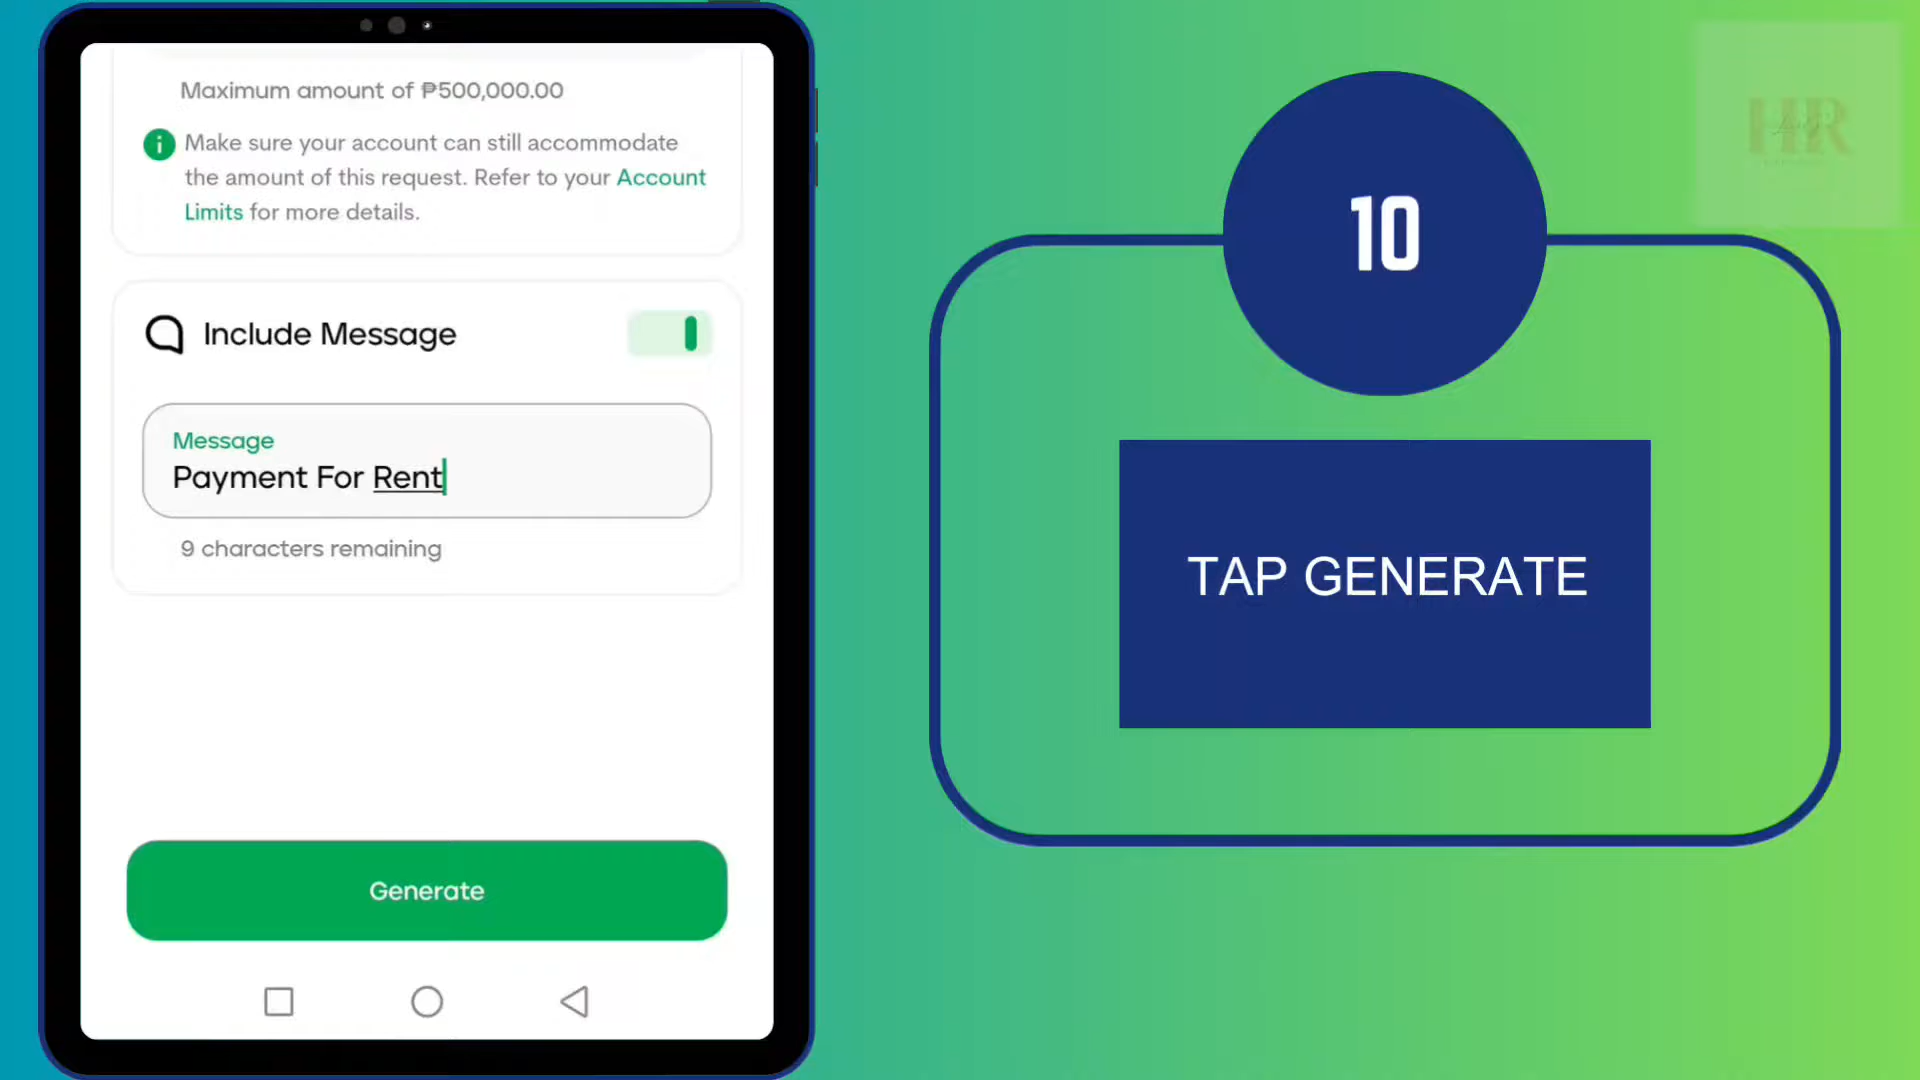 Maximum amount of ₱500,000.00
Make sure your account can still accommodate
the amount of this request. Refer to your Account
Limits for more details.
Include Message
Message
Payment For Rent
9 characters remaining
Generate
10
TAP GENERATE
HR